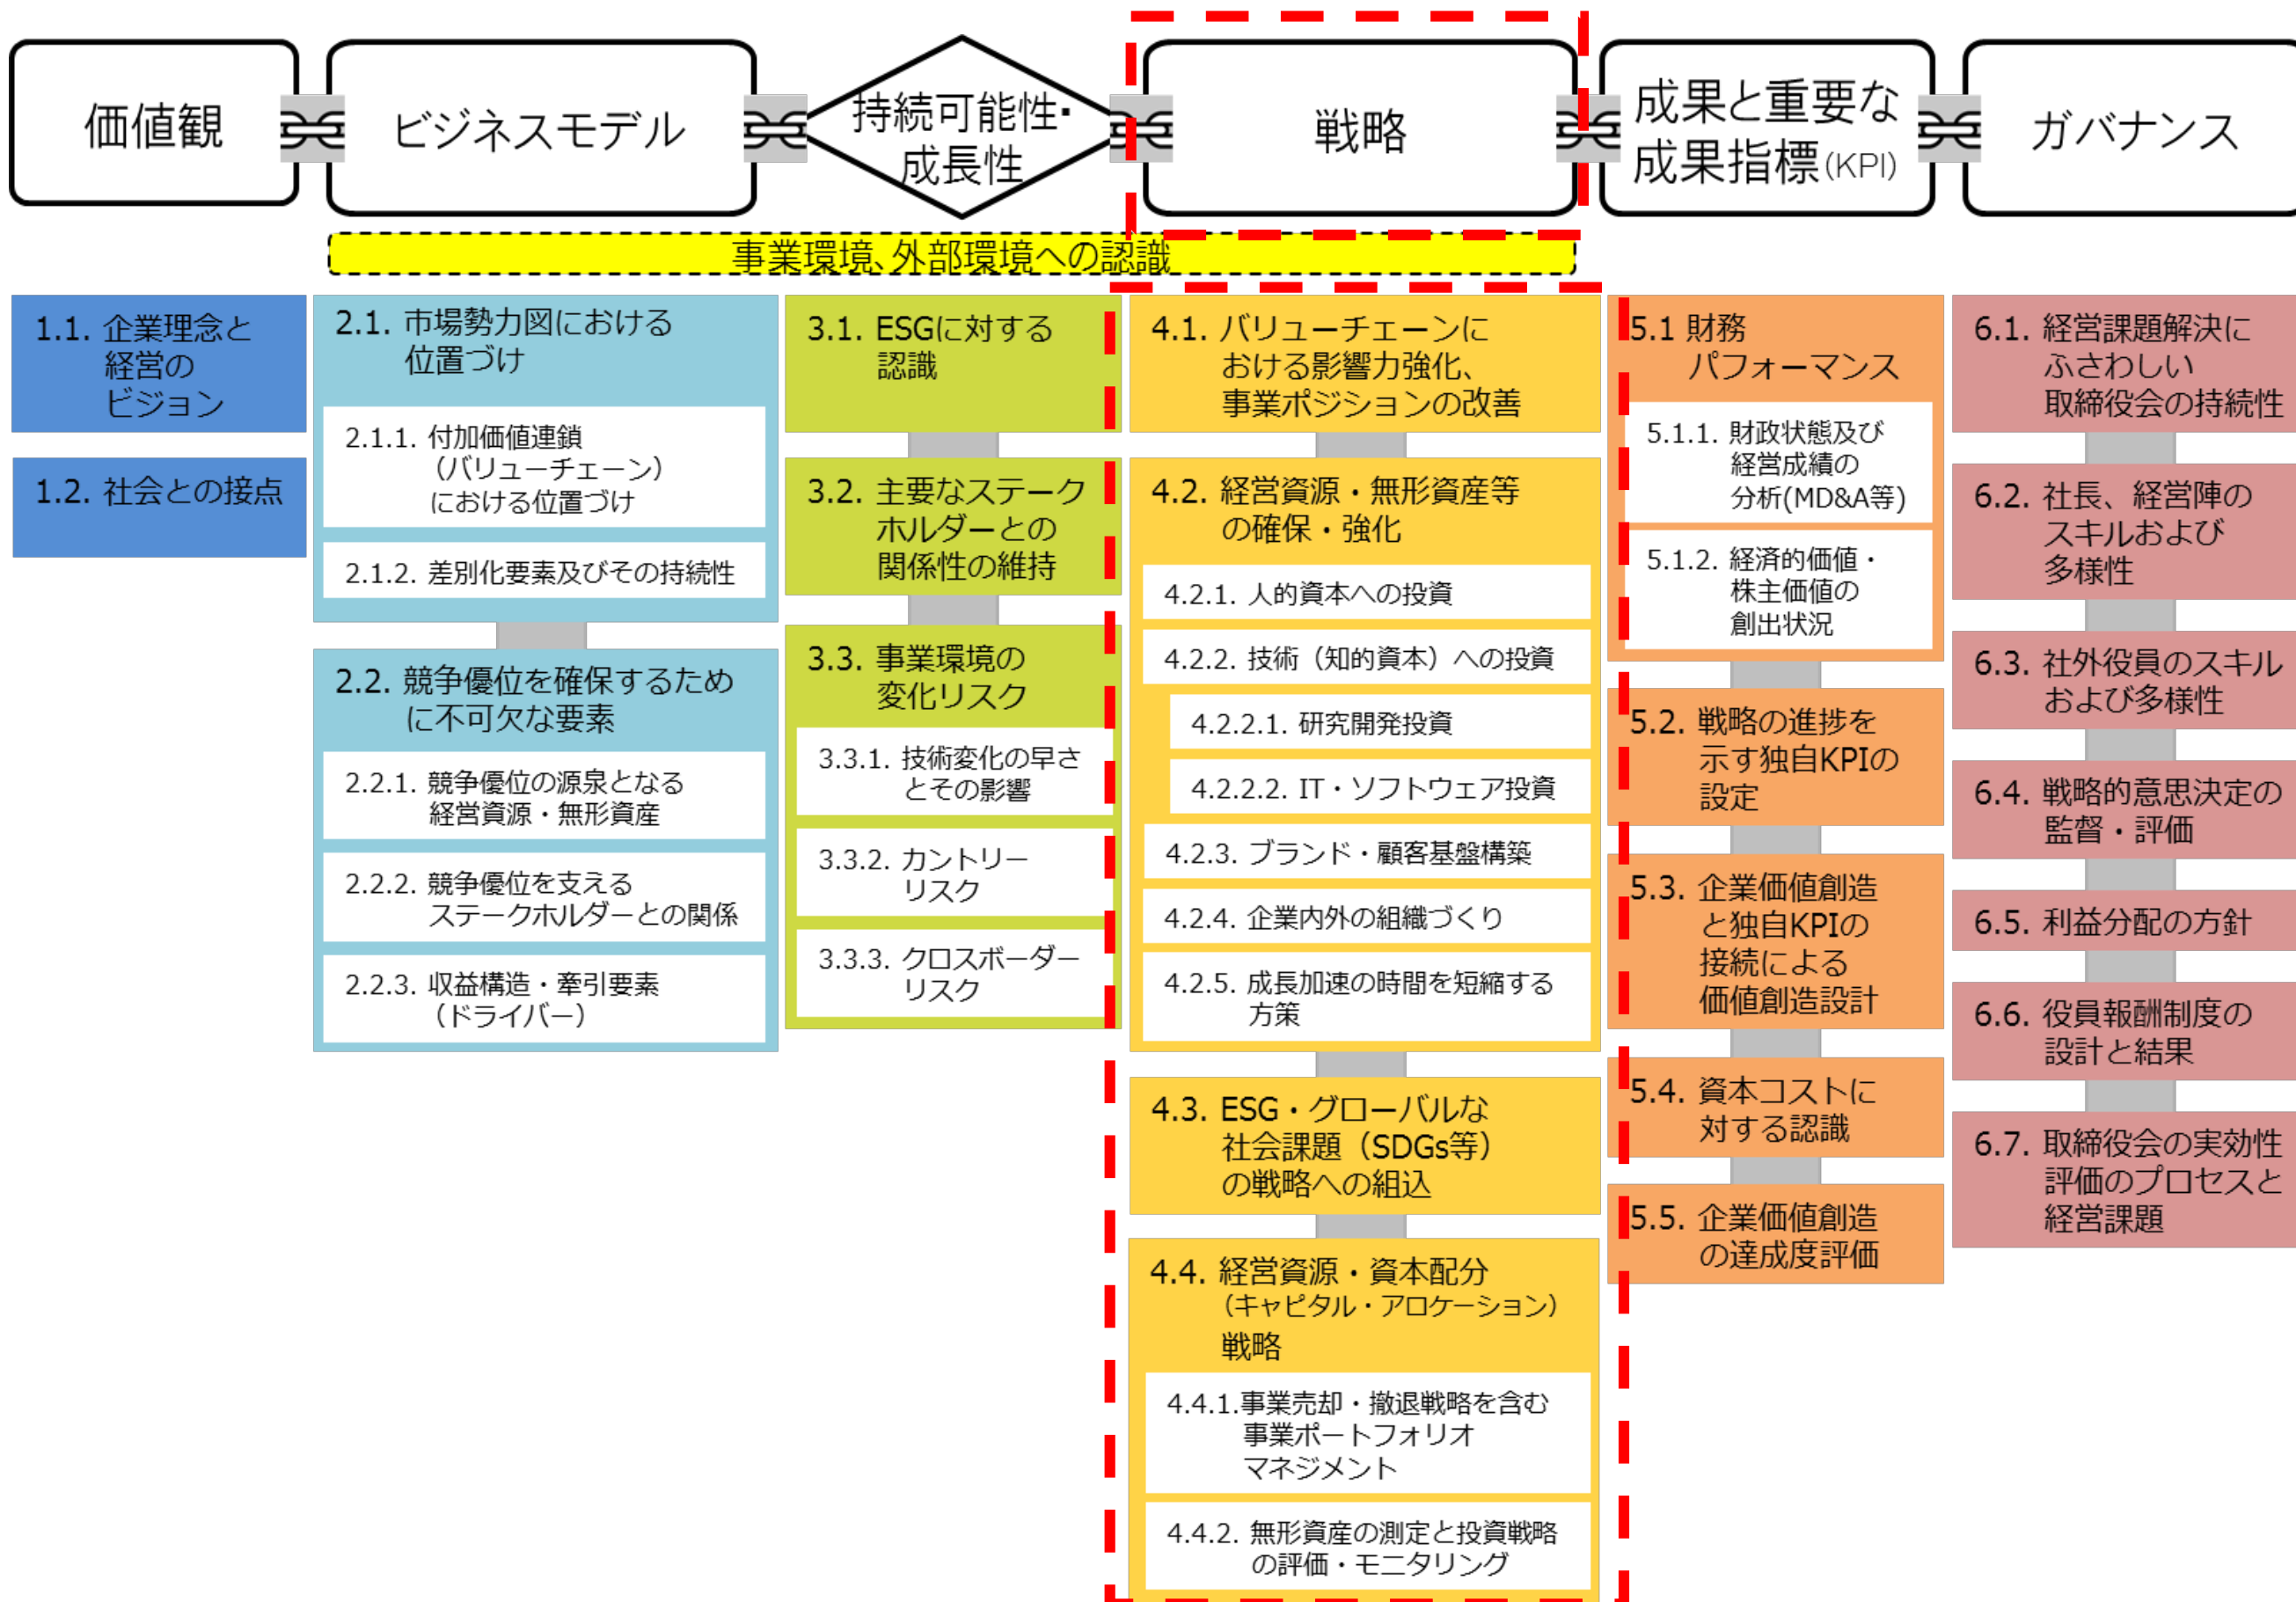 価値観
ビジネスモデル
持続可能性・
成長性
戦略
成果と重要な
成果指標(KPI)
ガバナンス
事業環境、外部環境への認識
1.1. 企業理念と
経営の
ビジョン
1.2. 社会との接点
2.1. 市場勢力図における
位置づけ
2.1.1. 付加価値連鎖
（バリューチェーン）
における位置づけ
2.1.2. 差別化要素及びその持続性
2.2. 競争優位を確保するため
に不可欠な要素
2.2.1. 競争優位の源泉となる
経営資源・無形資産
2.2.2. 競争優位を支える
ステークホルダーとの関係
2.2.3. 収益構造・牽引要素
（ドライバー）
3.1. ESGに対する
認識
3.2. 主要なステーク
ホルダーとの
関係性の維持
3.3. 事業環境の
変化リスク
3.3.1. 技術変化の早さ
とその影響
3.3.2. カントリー
リスク
3.3.3. クロスボーダー
リスク
4.1. バリューチェーンに
おける影響力強化、
事業ポジションの改善
4.2. 経営資源・無形資産等
の確保・強化
4.2.1. 人的資本への投資
4.2.2. 技術（知的資本）への投資
4.2.2.1. 研究開発投資
4.2.2.2. IT・ソフトウェア投資
4.2.3. ブランド・顧客基盤構築
4.2.4. 企業内外の組織づくり
4.2.5. 成長加速の時間を短縮する
方策
4.3. ESG・グローバルな
社会課題（SDGs等）
の戦略への組込
4.4. 経営資源・資本配分
（キャピタル・アロケーション）
戦略
4.4.1.事業売却・撤退戦略を含む
事業ポートフォリオ
マネジメント
4.4.2. 無形資産の測定と投資戦略
の評価・モニタリング
5.1 財務
パフォーマンス
5.1.1. 財政状態及び
経営成績の
分析(MD&A等)
5.1.2. 経済的価値・
株主価値の
創出状況
5.2. 戦略の進捗を
示す独自KPIの
設定
5.3. 企業価値創造
と独自KPIの
接続による
価値創造設計
5.4. 資本コストに
対する認識
5.5. 企業価値創造
の達成度評価
6.1. 経営課題解決に
ふさわしい
取締役会の持続性
6.2. 社長、経営陣の
スキルおよび
多様性
6.3. 社外役員のスキル
および多様性
6.4. 戦略的意思決定の
監督・評価
6.5. 利益分配の方針
6.6. 役員報酬制度の
設計と結果
6.7. 取締役会の実効性
評価のプロセスと
経営課題